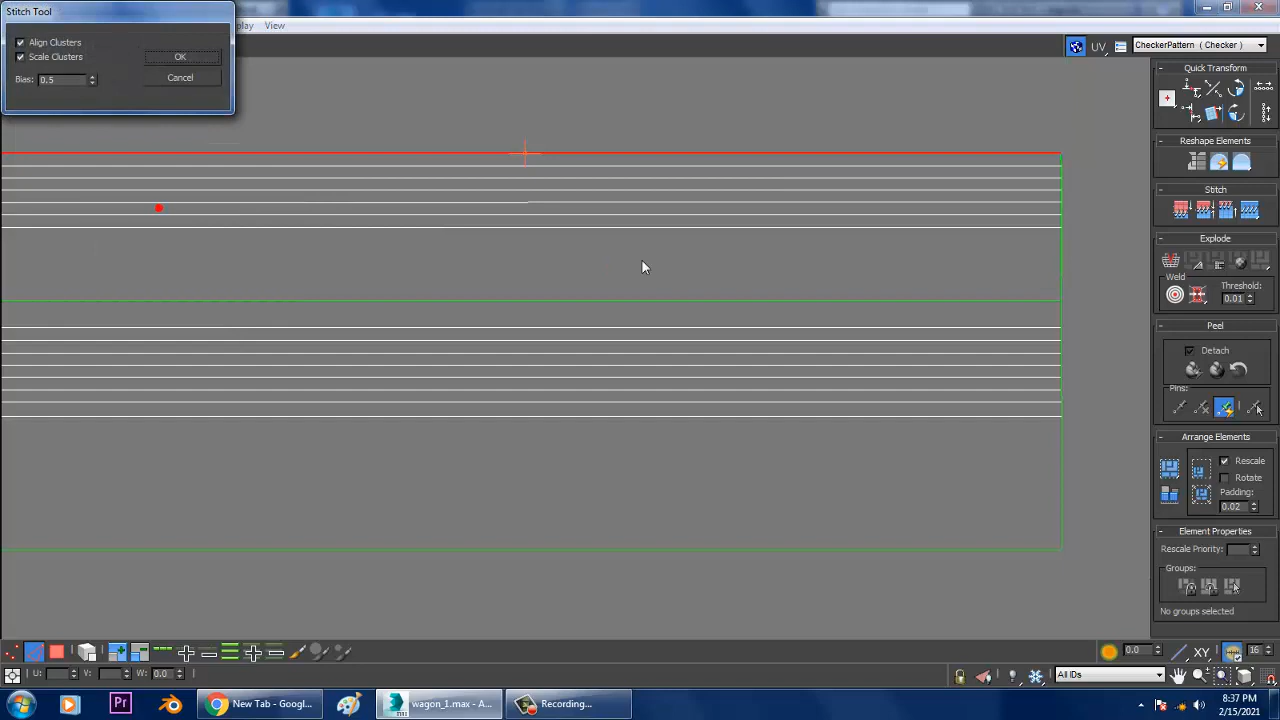 Stitch Tool
play View
Align Clusters
Scale Clusters
OK
Bias: 0.5
Cancel
UV
CheckerPattern ( Checker )
Quick Transform
Reshape Elements
Stitch
Explode
Weld
Threshold:
0.01
Peel
Detach
Pins:
Arrange Elements
Rescale
Rotate
Padding:
0.02
Element Properties
Rescale Priority:
Groups:
No groups selected
0.0
XY
16
U:
V:
W: 0.0
All IDs
Pr
New Tab - Googl...
wagon_1.max - A...
Recording...
8:37 PM
2/15/2021